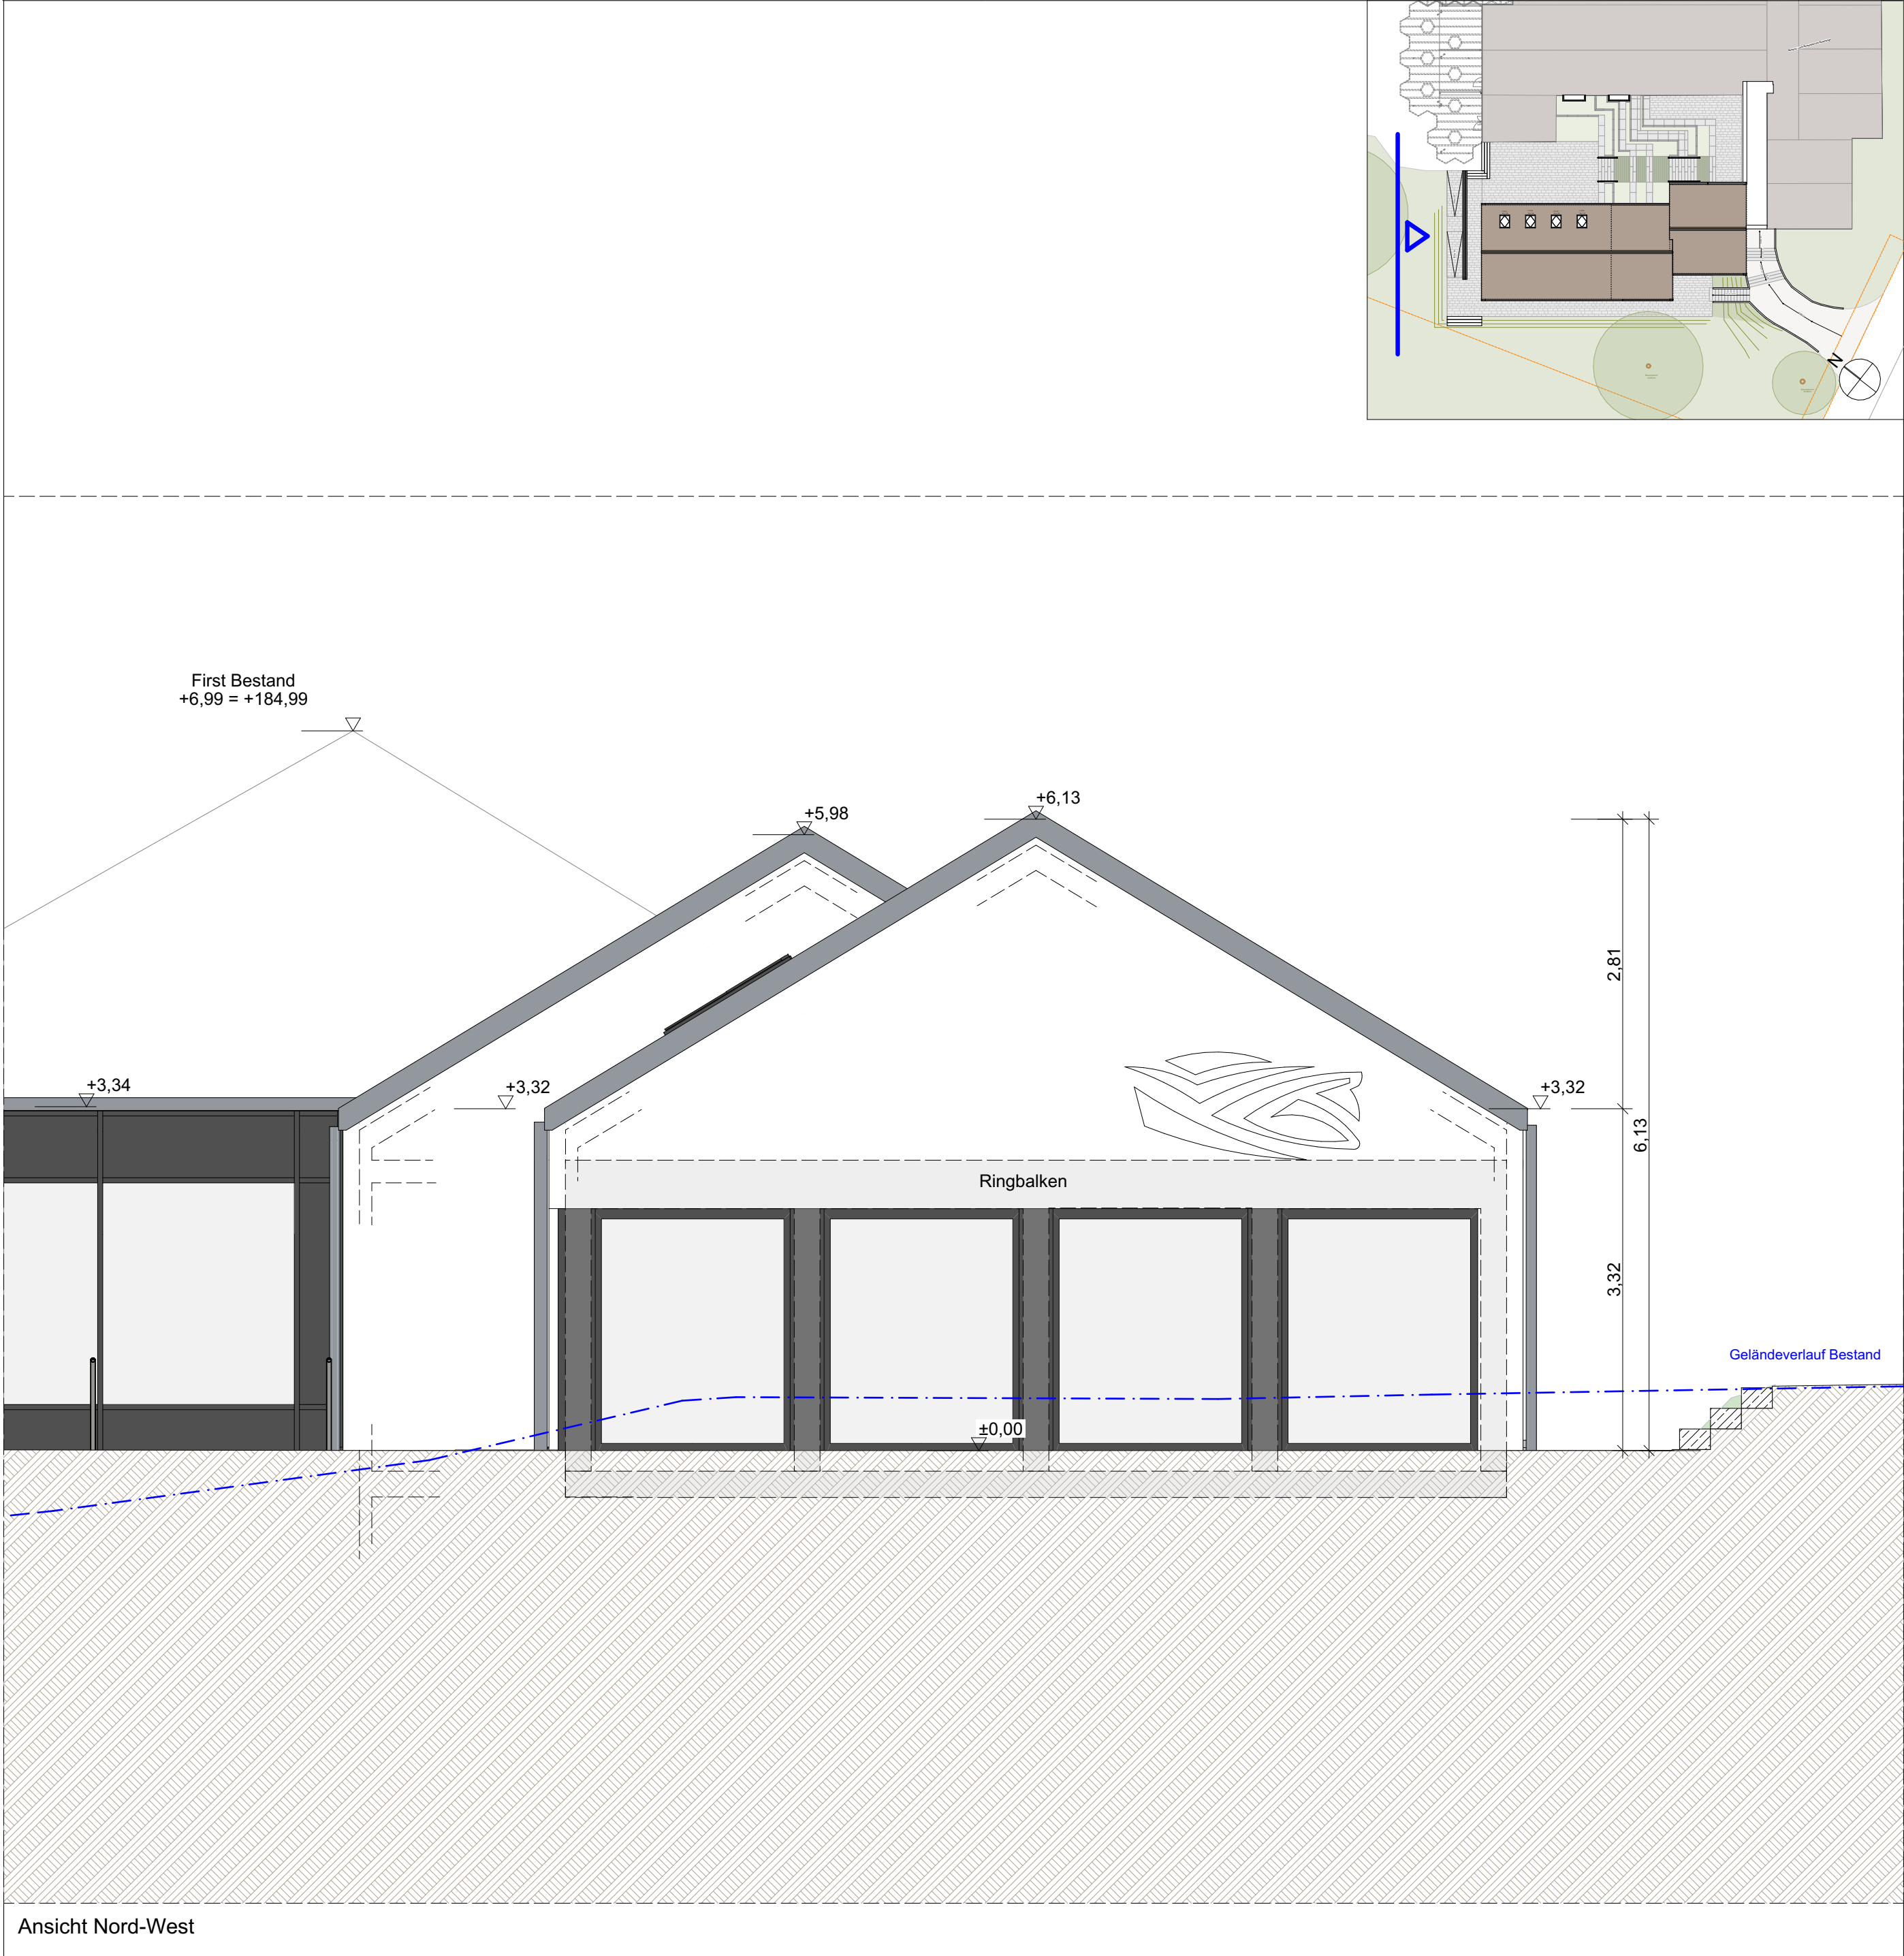 N
First Bestand
+6,99 = +184,99
+6,13
+5,98
2,81
+3,34
+3,32
+3,32
6,13
Ringbalken
3,32
Geländeverlauf Bestand
±0,00
Ansicht Nord-West